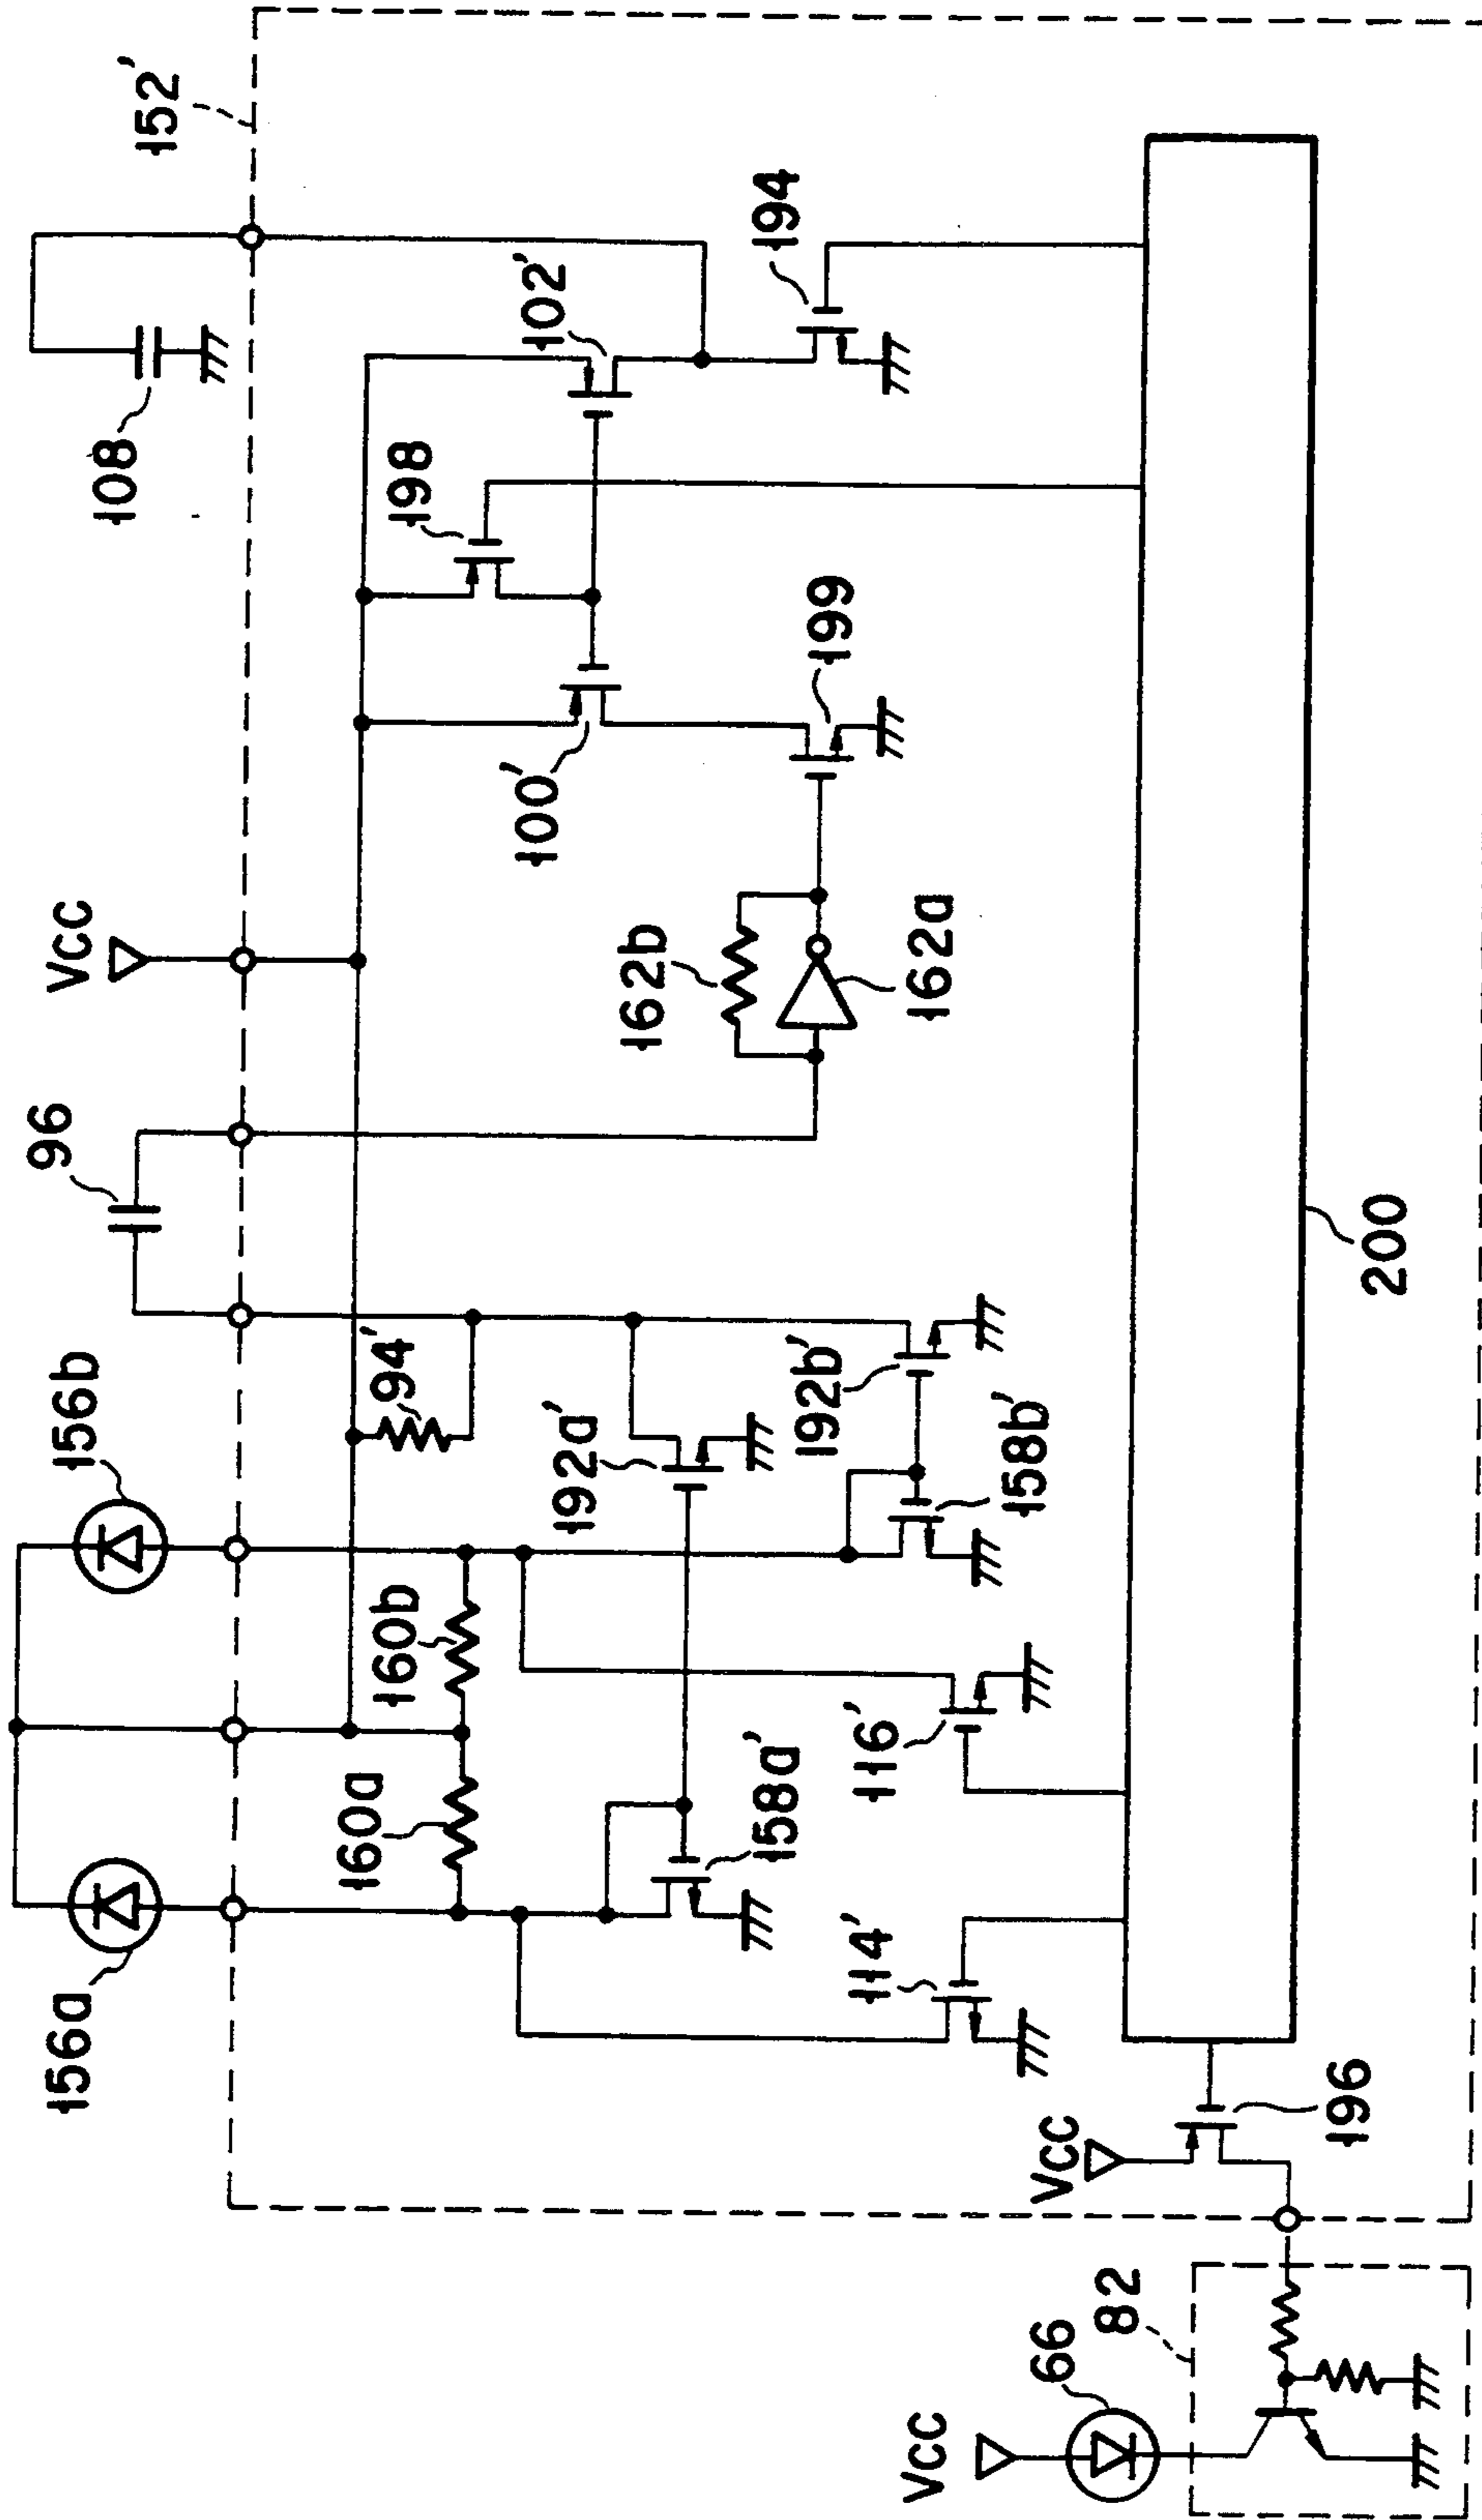 152'
108
194
102'
198
199
100'
Vcc
162b
162a
96
94'
156b
192a'
192b'
158b'
160b
160a
116'
158a'
156a
114'
200
Vcc
196
82
66
Vcc